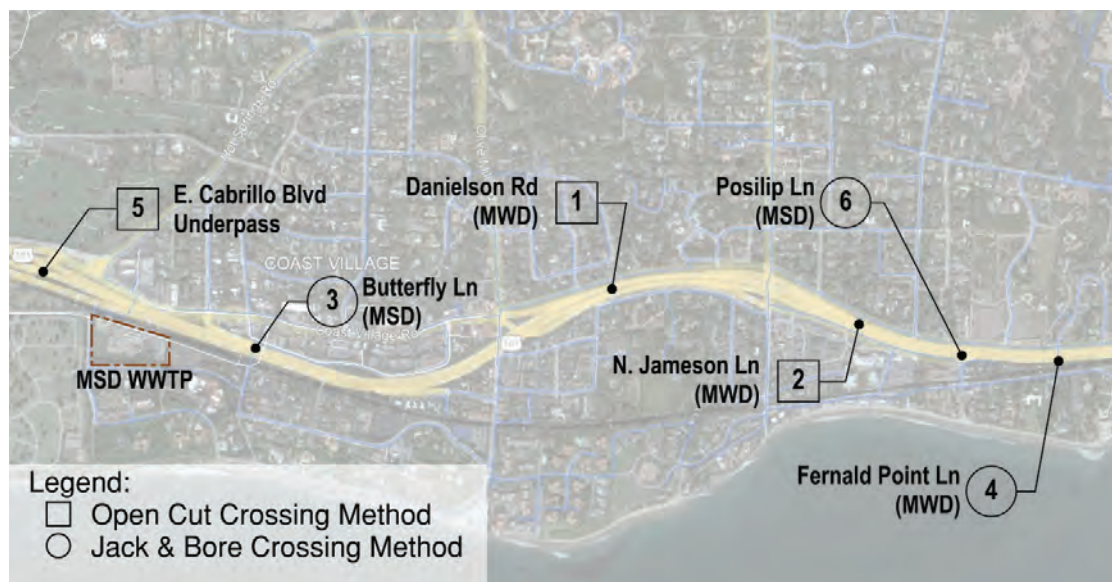 5
E. Cabrillo Blvd
Underpass
Danielson Rd
(MWD)
1
Posilip Ln
(MSD)
6
COAST VILLAGE
3
Butterfly Ln
(MSD)
101
101
MSD WWTP
N. Jameson Ln
(MWD)
2
Fernald Point Ln
(MWD)
4
Legend:
Open Cut Crossing Method
Jack & Bore Crossing Method